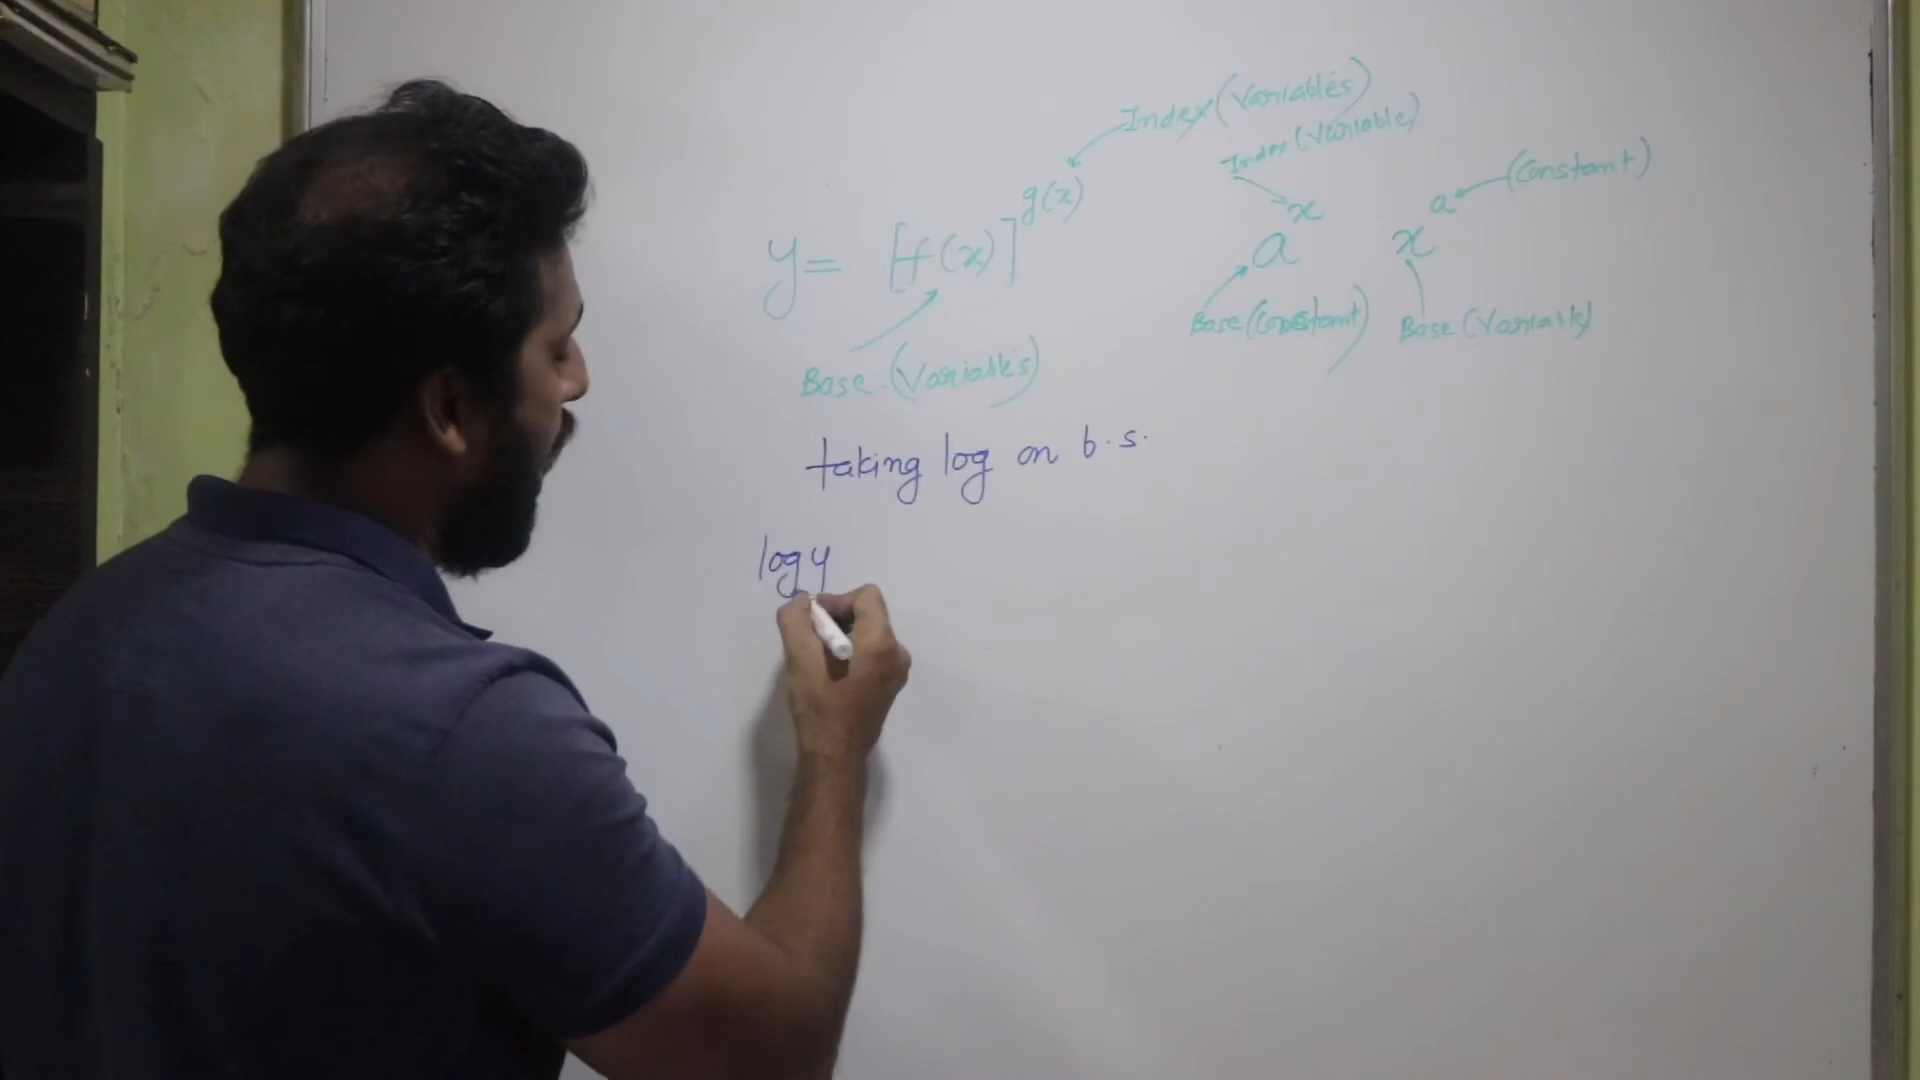 Index (Variables)
Index (Variable)
y = [f(x)]^g(x)
a^x
x^a
(Constant)
Base (Variables)
Base (Constant)
Base (Variable)
taking log on b.s.
log y